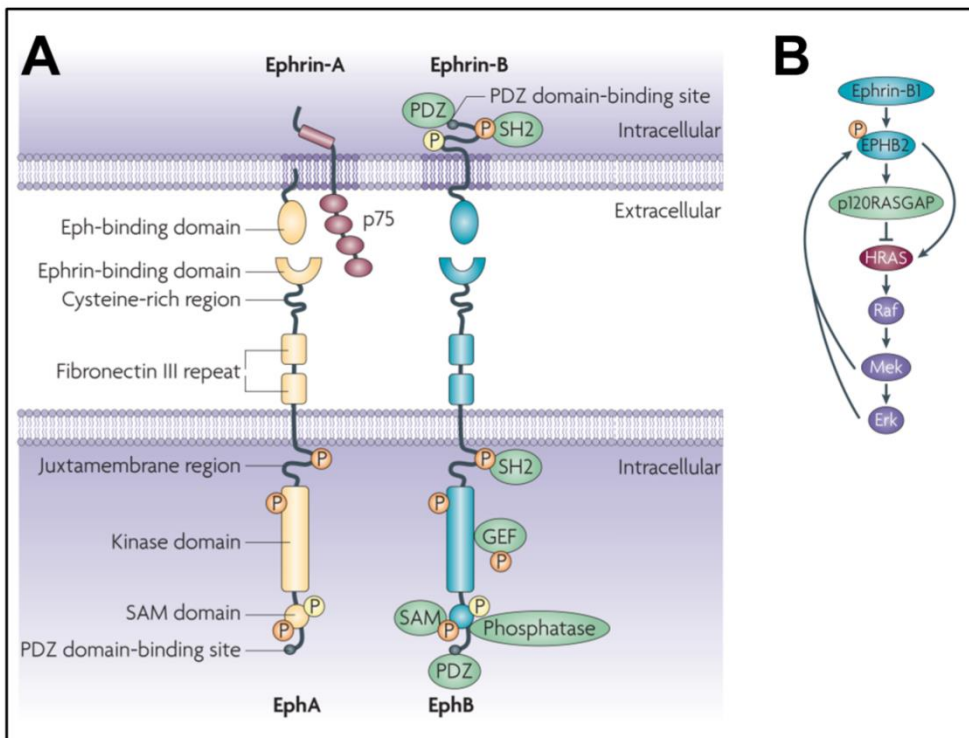 A
Ephrin-A
Ephrin-B
PDZ
PDZ domain-binding site
P
SH2
P
Intracellular
Extracellular
p75
Eph-binding domain
Ephrin-binding domain
Cysteine-rich region
Fibronectin III repeat
Juxtamembrane region
P
P
SH2
Intracellular
P
P
Kinase domain
GEF
P
SAM domain
P
P
SAM
P
P
Phosphatase
PDZ domain-binding site
PDZ
EphA
EphB
B
Ephrin-B1
P
EPHB2
p120RASGAP
HRAS
Raf
Mek
Erk